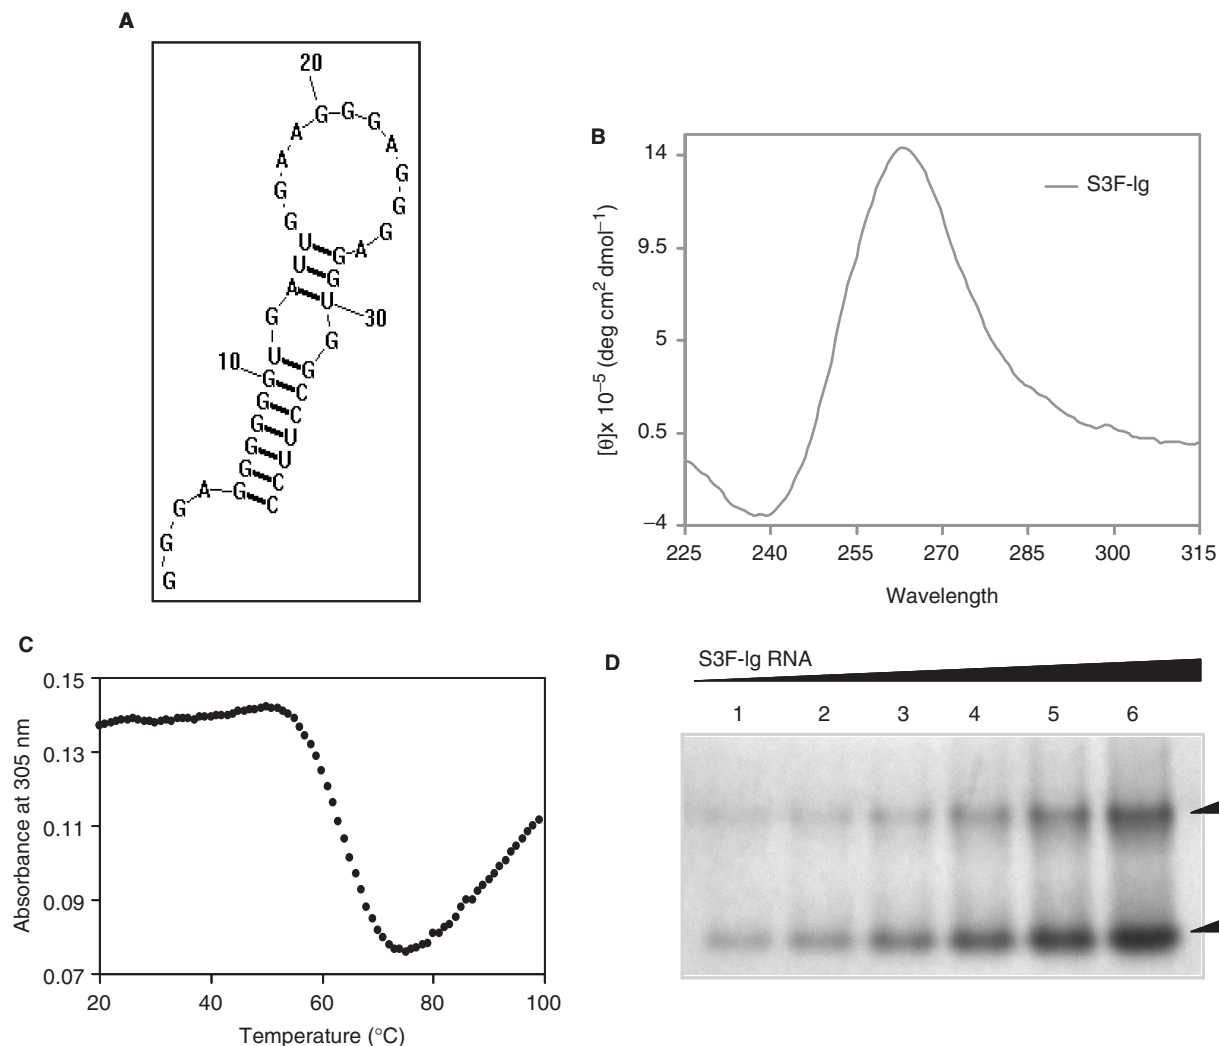 A
20
10
30
G G G A G G G G G G U G A U U G G A A G G G A G G G A G G U G G C C U U C C
B
S3F-Ig
[θ]x 10⁻⁵ (deg cm² dmol⁻¹)
14
9.5
5
0.5
−4
225 240 255 270 285 300 315
Wavelength
C
Absorbance at 305 nm
0.15
0.13
0.11
0.09
0.07
20 40 60 80 100
Temperature (°C)
D
S3F-Ig RNA
1 2 3 4 5 6